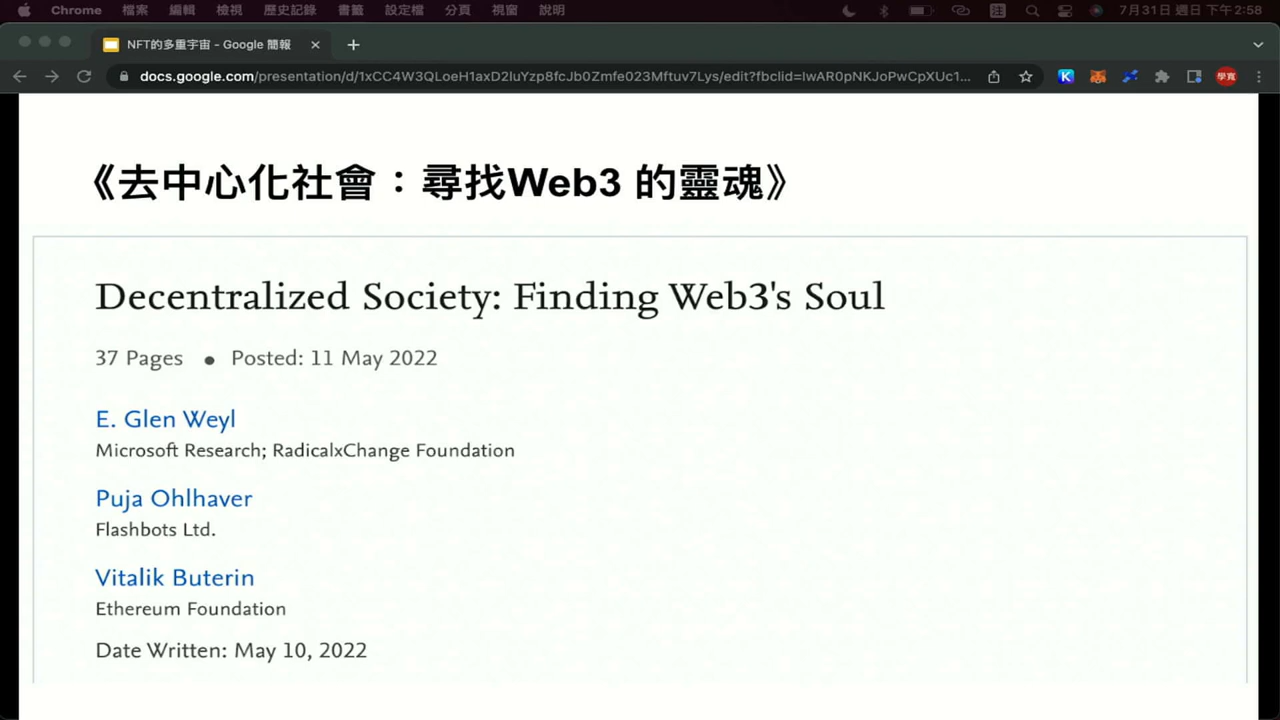 Chrome 檔案 編輯 檢視 歷史記錄 書籤 設定檔 分頁 視窗 說明 注 7月31日 週日 下午2:58
NFT的多重宇宙 - Google 簡報
docs.google.com/presentation/d/1xCC4W3QLoeH1axD2luYzp8fcJb0Zmfe023Mftuv7Lys/edit?fbclid=IwAR0pNKJoPwCpXUc1... K 學寬
《去中心化社會：尋找Web3 的靈魂》
Decentralized Society: Finding Web3's Soul
37 Pages ● Posted: 11 May 2022
E. Glen Weyl
Microsoft Research; RadicalxChange Foundation
Puja Ohlhaver
Flashbots Ltd.
Vitalik Buterin
Ethereum Foundation
Date Written: May 10, 2022